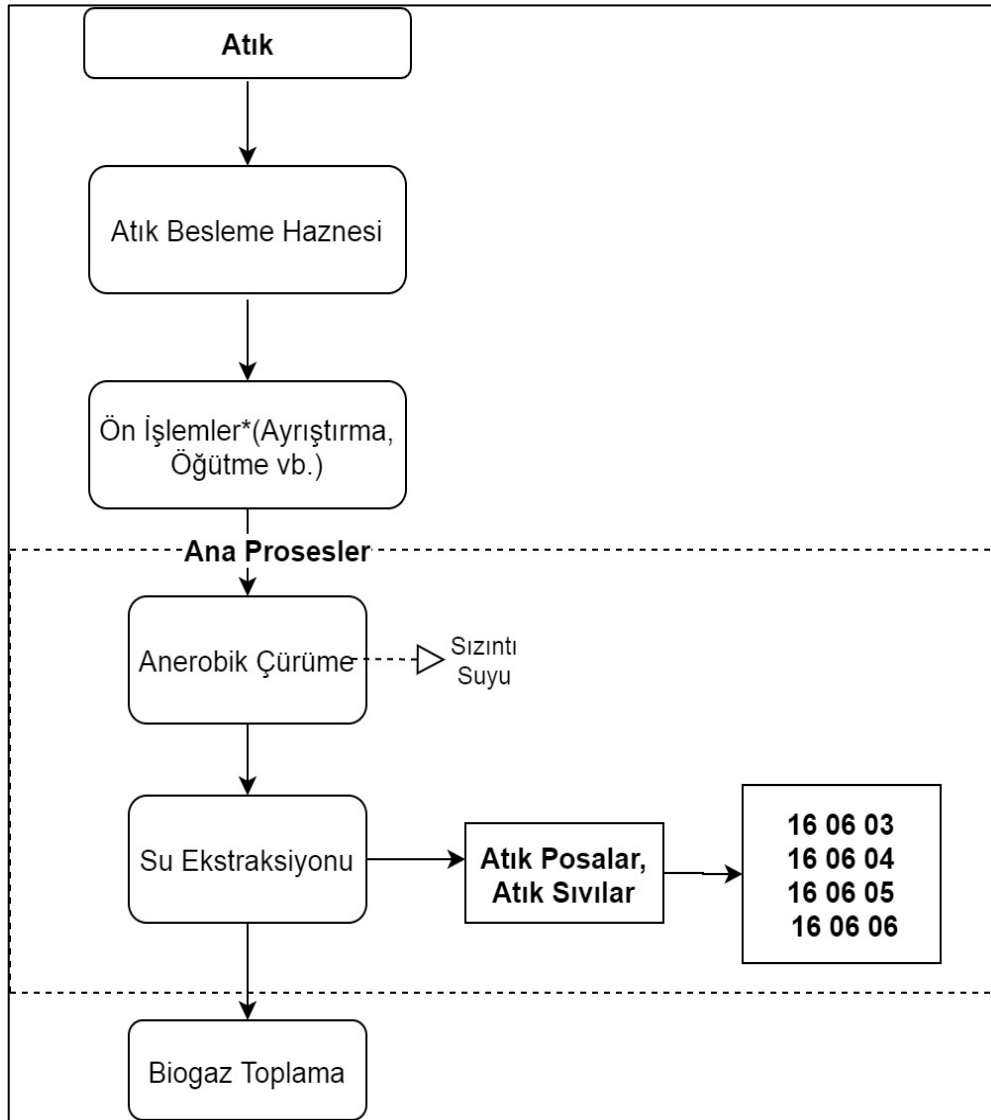 Atık
Atık Besleme Haznesi
Ön İşlemler*(Ayrıştırma,
Öğütme vb.)
Ana Prosesler
Anerobik Çürüme
Sızıntı
Suyu
Su Ekstraksiyonu
Atık Posalar,
Atık Sıvılar
16 06 03
16 06 04
16 06 05
16 06 06
Biogaz Toplama